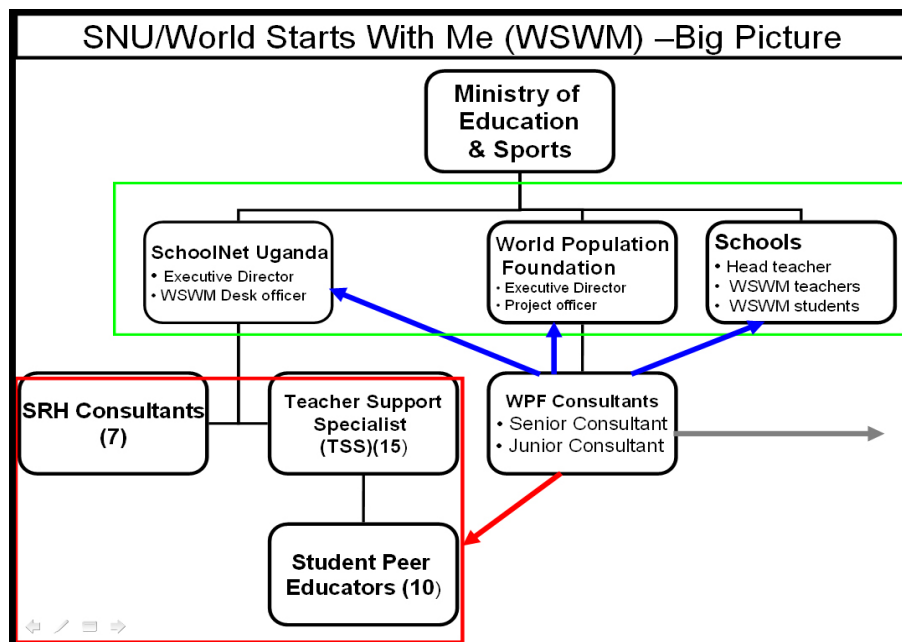 SNU/World Starts With Me (WSWM) –Big Picture
Ministry of
Education
& Sports
SchoolNet Uganda
• Executive Director
• WSWM Desk officer
World Population
Foundation
• Executive Director
• Project officer
Schools
• Head teacher
• WSWM teachers
• WSWM students
SRH Consultants
(7)
Teacher Support
Specialist
(TSS)(15)
WPF Consultants
• Senior Consultant
• Junior Consultant
Student Peer
Educators (10)